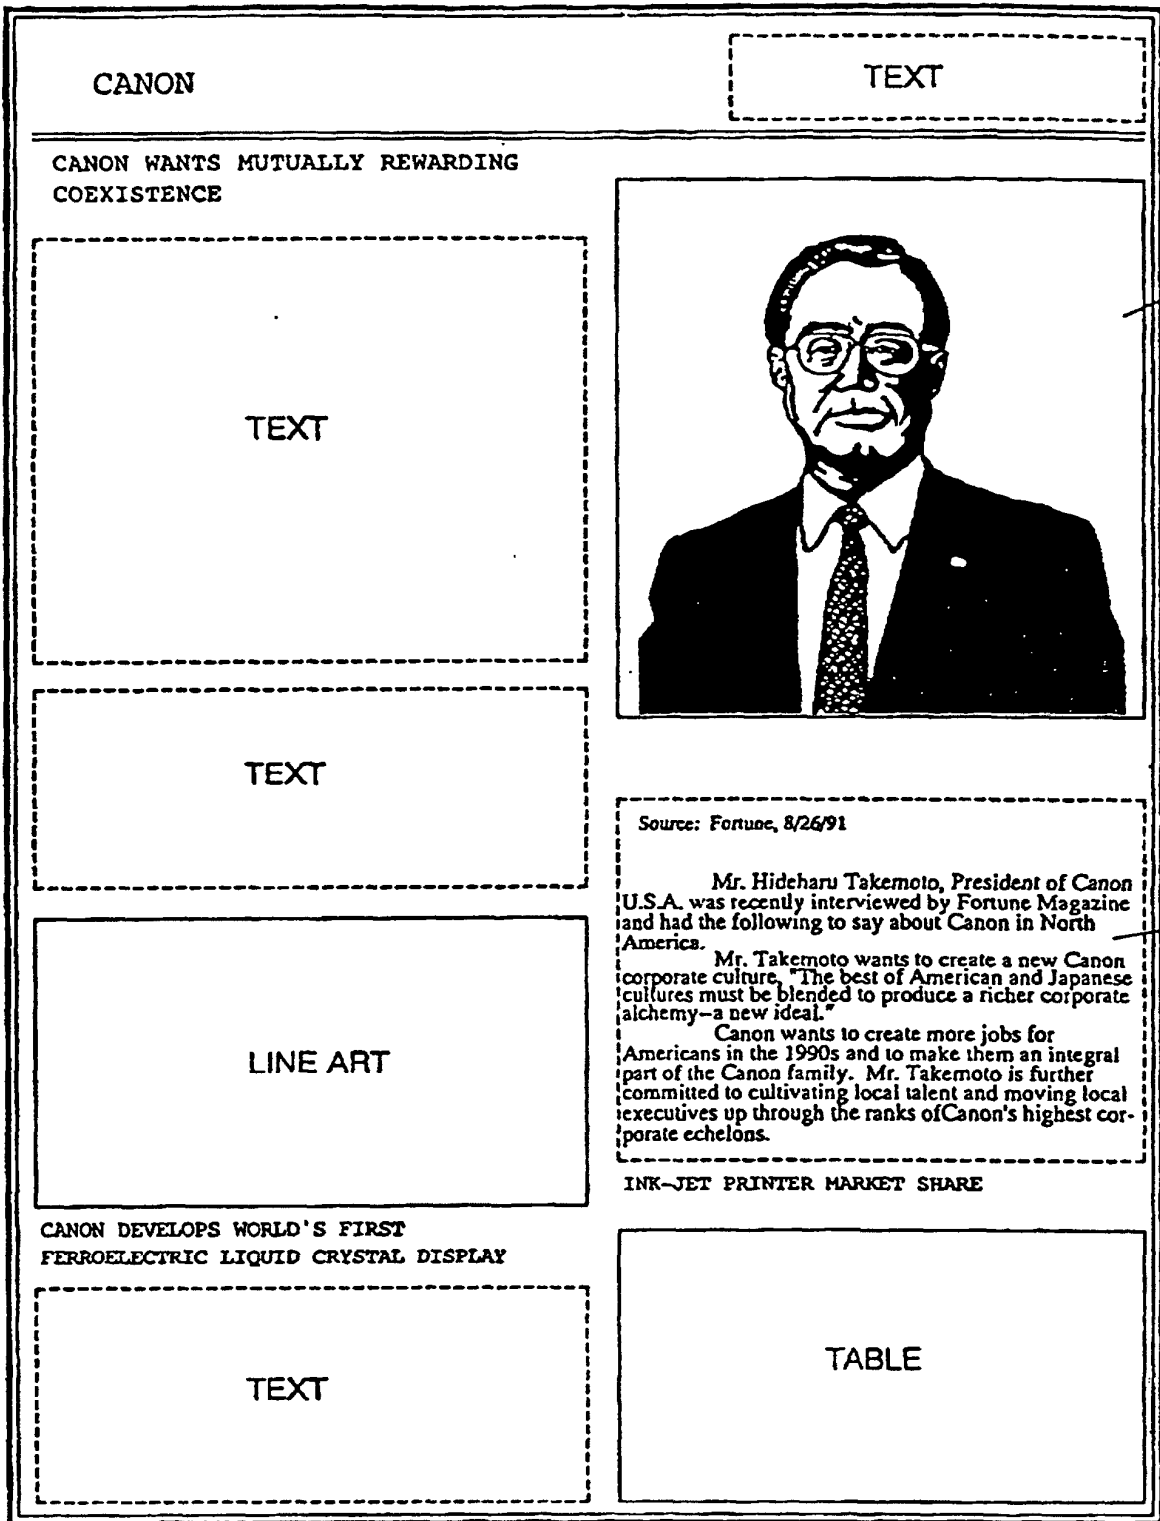 CANON
TEXT
CANON WANTS MUTUALLY REWARDING
COEXISTENCE
TEXT
TEXT
LINE ART
CANON DEVELOPS WORLD'S FIRST
FERROELECTRIC LIQUID CRYSTAL DISPLAY
TEXT
Source: Fortune, 8/26/91
Mr. Hideharu Takemoto, President of Canon
U.S.A. was recently interviewed by Fortune Magazine
and had the following to say about Canon in North
America.
Mr. Takemoto wants to create a new Canon
corporate culture, "The best of American and Japanese
cultures must be blended to produce a richer corporate
alchemy—a new ideal."
Canon wants to create more jobs for
Americans in the 1990s and to make them an integral
part of the Canon family. Mr. Takemoto is further
committed to cultivating local talent and moving local
executives up through the ranks ofCanon's highest cor-
porate echelons.
INK-JET PRINTER MARKET SHARE
TABLE